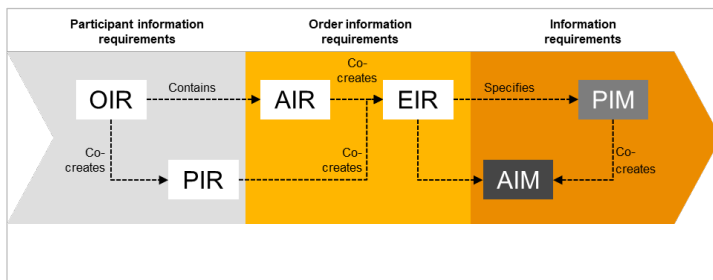 Participant information
requirements
Order information
requirements
Information
requirements
OIR
Contains
AIR
Co-
creates
EIR
Specifies
PIM
Co-
creates
PIR
Co-
creates
AIM
Co-
creates